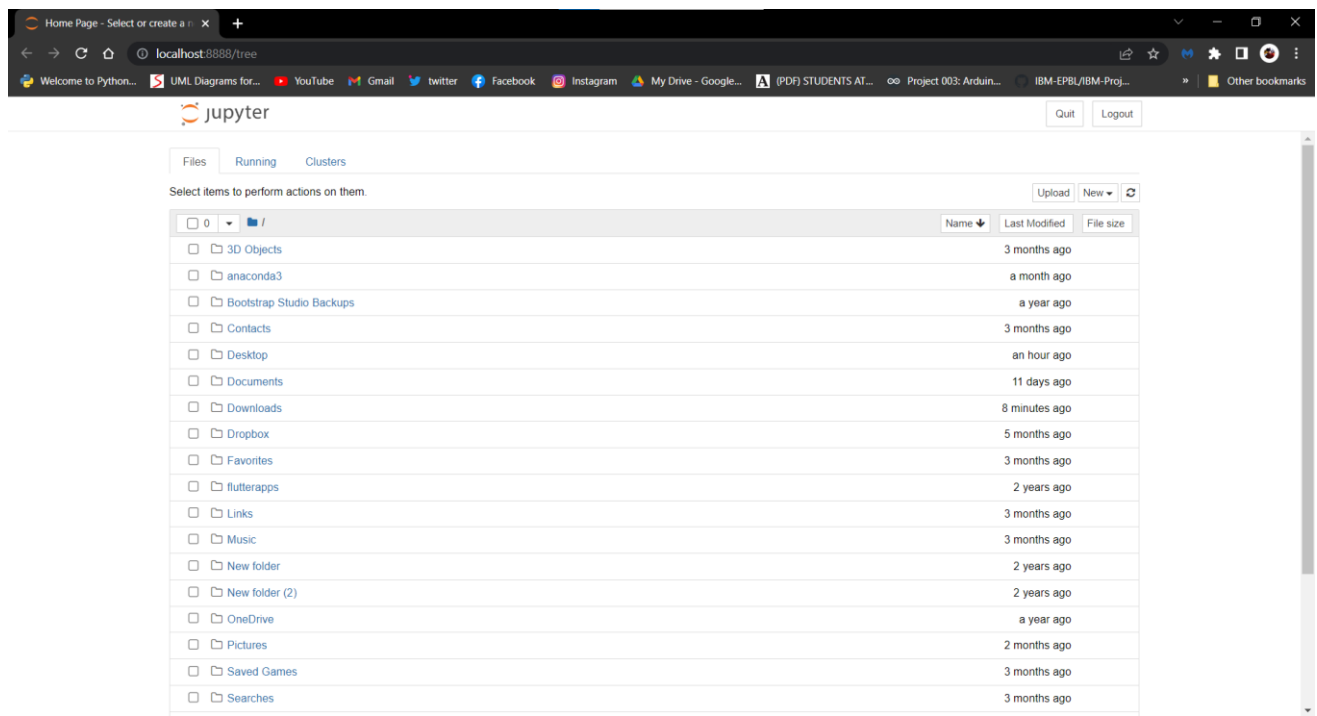 Home Page - Select or create a n
localhost:8888/tree
Welcome to Python... UML Diagrams for... YouTube Gmail twitter Facebook Instagram My Drive - Google... (PDF) STUDENTS AT... Project 003: Arduin... IBM-EPBL/IBM-Proj... » Other bookmarks
jupyter Quit Logout
Files Running Clusters
Select items to perform actions on them. Upload New
0 / Name Last Modified File size
3D Objects 3 months ago
anaconda3 a month ago
Bootstrap Studio Backups a year ago
Contacts 3 months ago
Desktop an hour ago
Documents 11 days ago
Downloads 8 minutes ago
Dropbox 5 months ago
Favorites 3 months ago
flutterapps 2 years ago
Links 3 months ago
Music 3 months ago
New folder 2 years ago
New folder (2) 2 years ago
OneDrive a year ago
Pictures 2 months ago
Saved Games 3 months ago
Searches 3 months ago